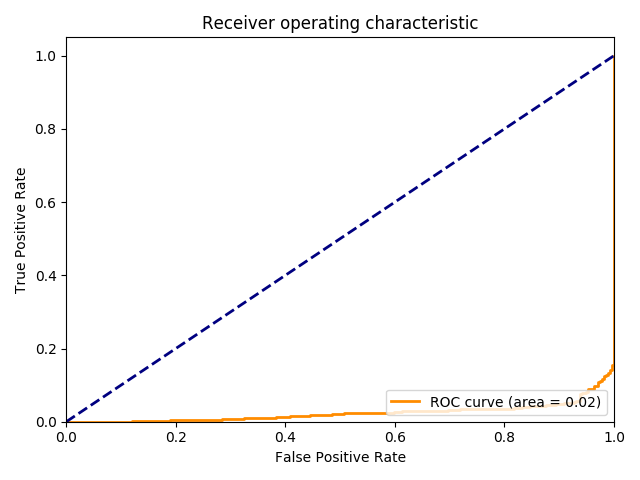 Receiver operating characteristic
1.0
0.8
0.6
0.4
0.2
0.0
True Positive Rate
ROC curve (area = 0.02)
0.0 0.2 0.4 0.6 0.8 1.0
False Positive Rate